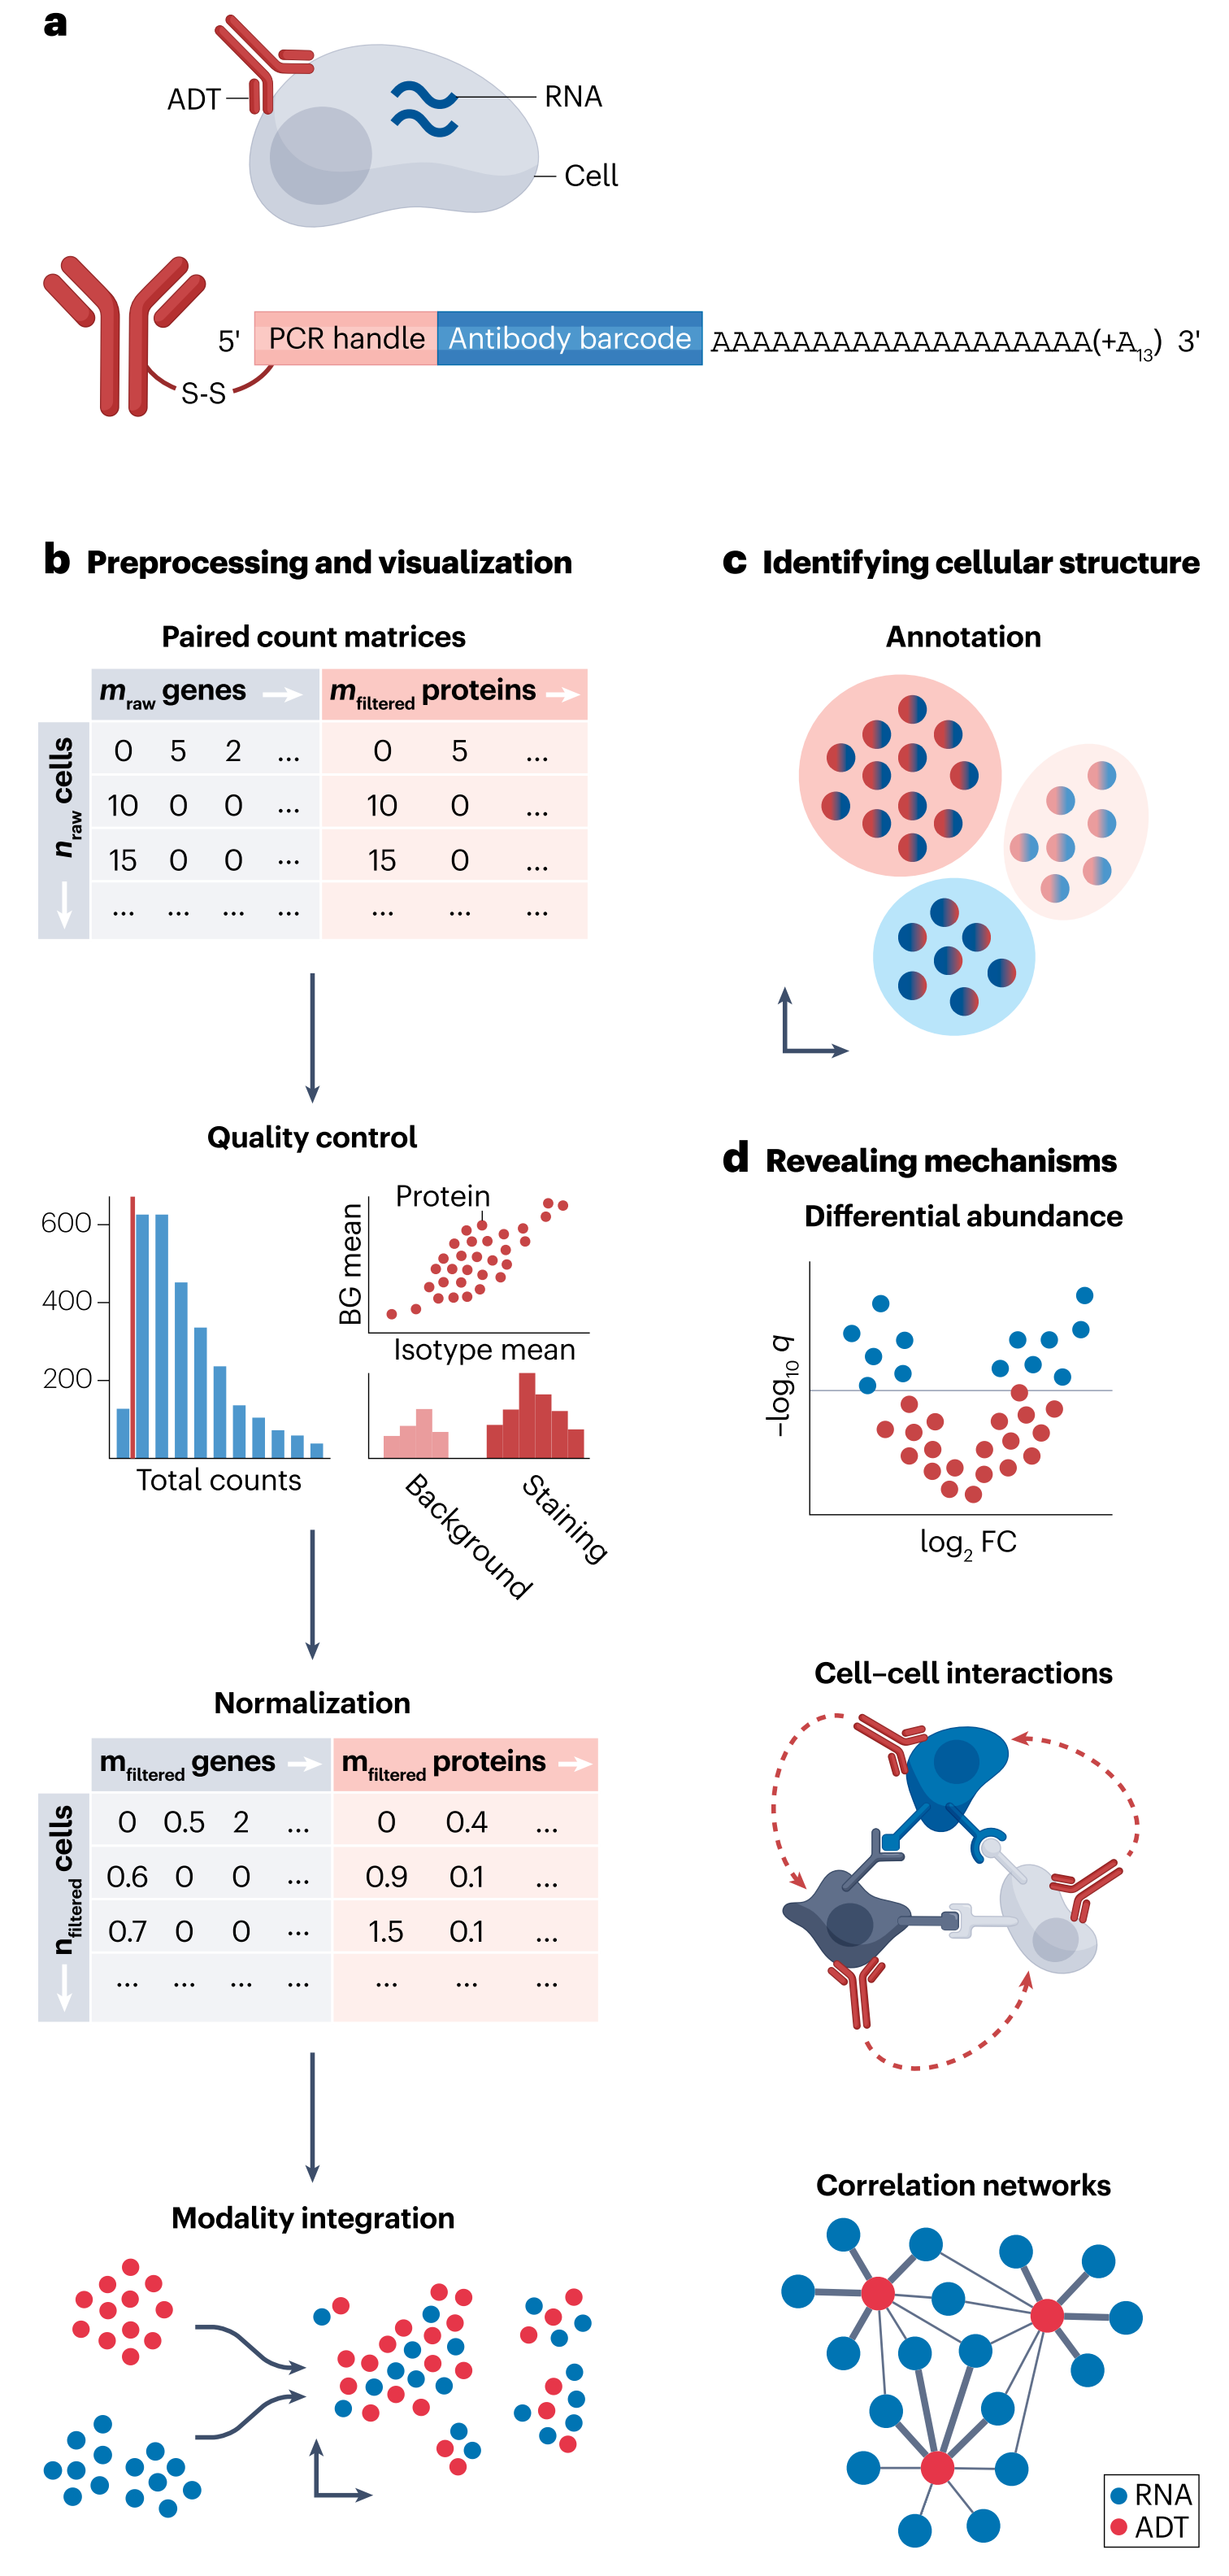 a
ADT
RNA
Cell
5' PCR handle Antibody barcode AAAAAAAAAAAAAAAAAAA(+A13) 3'
S-S
b Preprocessing and visualization
Paired count matrices
mraw genes mfiltered proteins
nraw cells
0 5 2 ... 0 5 ...
10 0 0 ... 10 0 ...
15 0 0 ... 15 0 ...
... ... ... ... ... ... ...
Quality control
600
400
200
Total counts
Protein
BG mean
Isotype mean
Background
Staining
Normalization
mfiltered genes mfiltered proteins
nfiltered cells
0 0.5 2 ... 0 0.4 ...
0.6 0 0 ... 0.9 0.1 ...
0.7 0 0 ... 1.5 0.1 ...
... ... ... ... ... ... ...
Modality integration
c Identifying cellular structure
Annotation
d Revealing mechanisms
Differential abundance
–log10 q
log2 FC
Cell–cell interactions
Correlation networks
RNA
ADT